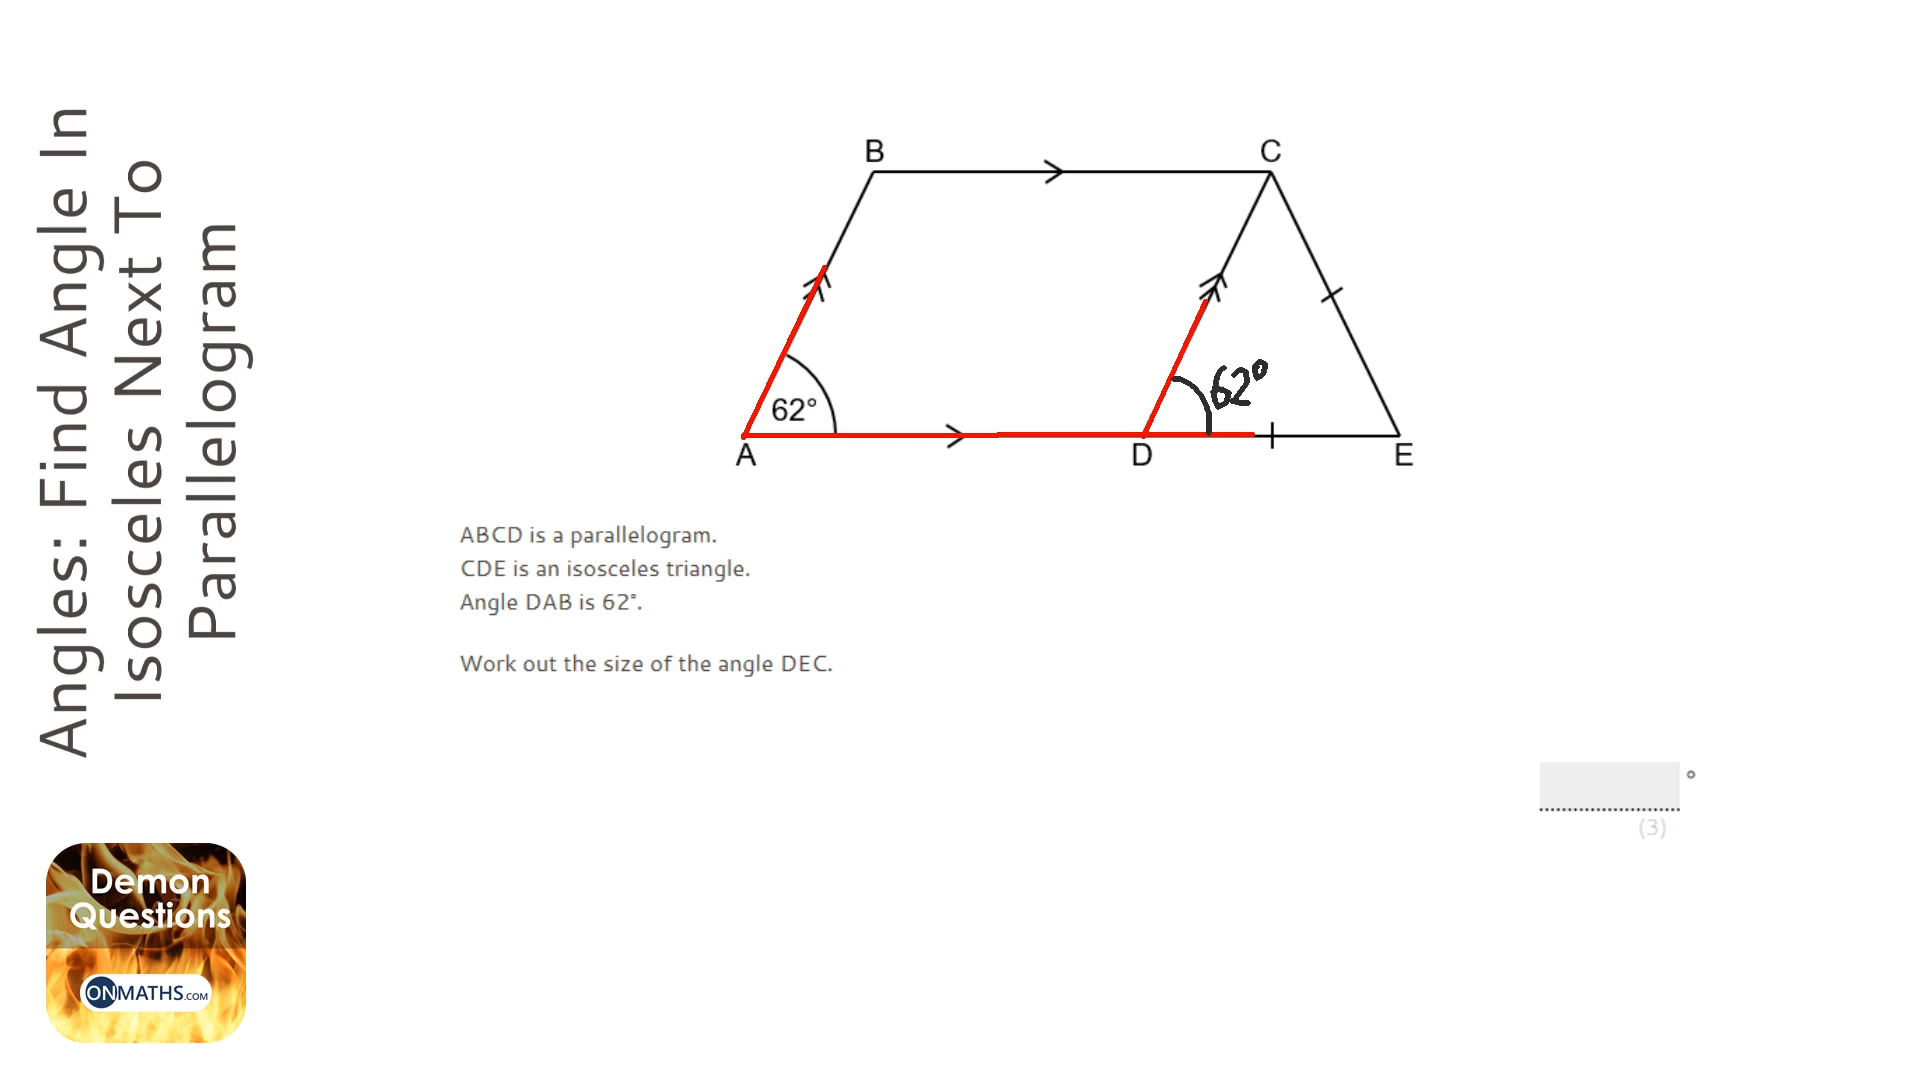 Angles: Find Angle In
Isosceles Next To
Parallelogram
B
C
62°
62°
A
D
E
ABCD is a parallelogram.
CDE is an isosceles triangle.
Angle DAB is 62°.
Work out the size of the angle DEC.
°
(3)
Demon
Questions
ONMATHS.COM